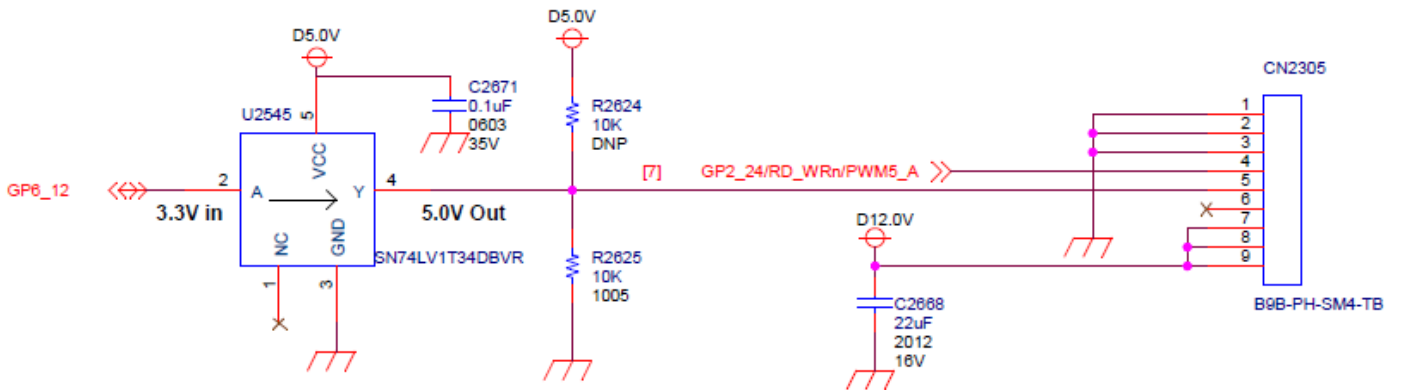 D5.0V
D5.0V
CN2305
U2545
5
C2671
0.1uF
0603
35V
R2624
10K
DNP
1
2
3
4
5
6
7
8
9
VCC
GP6_12
2
A
Y
4
[7]
GP2_24/RD_WRn/PWM5_A
3.3V in
5.0V Out
D12.0V
NC
GND
SN74LV1T34DBVR
R2625
10K
1005
1
3
C2668
22uF
2012
16V
B9B-PH-SM4-TB